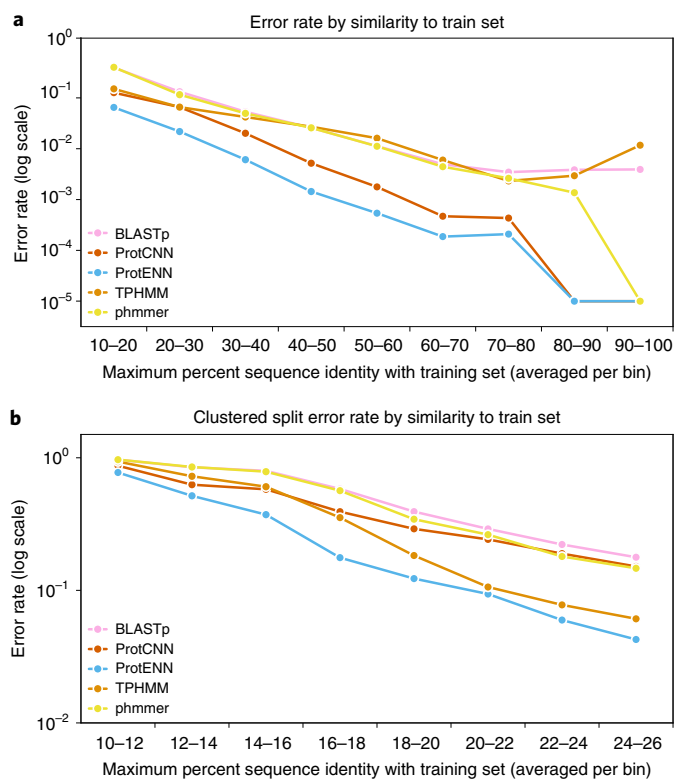 a
Error rate by similarity to train set
Error rate (log scale)
10⁰
10⁻¹
10⁻²
10⁻³
10⁻⁴
10⁻⁵
BLASTp
ProtCNN
ProtENN
TPHMM
phmmer
10–20 20–30 30–40 40–50 50–60 60–70 70–80 80–90 90–100
Maximum percent sequence identity with training set (averaged per bin)
b
Clustered split error rate by similarity to train set
Error rate (log scale)
10⁰
10⁻¹
10⁻²
BLASTp
ProtCNN
ProtENN
TPHMM
phmmer
10–12 12–14 14–16 16–18 18–20 20–22 22–24 24–26
Maximum percent sequence identity with training set (averaged per bin)